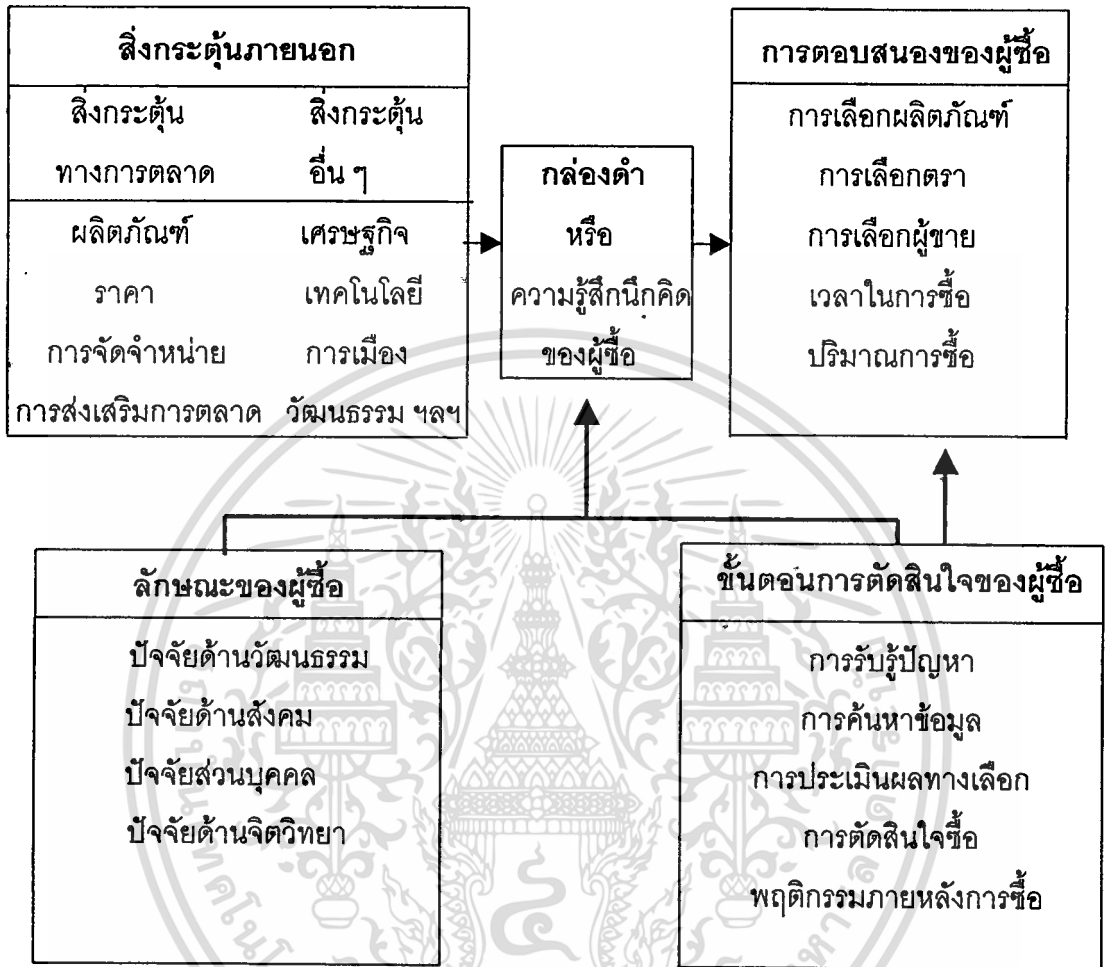 สิ่งกระตุ้นภายนอก
สิ่งกระตุ้น สิ่งกระตุ้น
ทางการตลาด อื่น ๆ
ผลิตภัณฑ์ เศรษฐกิจ
ราคา เทคโนโลยี
การจัดจำหน่าย การเมือง
การส่งเสริมการตลาด วัฒนธรรม ฯลฯ
กล่องดำ
หรือ
ความรู้สึกนึกคิด
ของผู้ซื้อ
การตอบสนองของผู้ซื้อ
การเลือกผลิตภัณฑ์
การเลือกตรา
การเลือกผู้ขาย
เวลาในการซื้อ
ปริมาณการซื้อ
ลักษณะของผู้ซื้อ
ปัจจัยด้านวัฒนธรรม
ปัจจัยด้านสังคม
ปัจจัยส่วนบุคคล
ปัจจัยด้านจิตวิทยา
ขั้นตอนการตัดสินใจของผู้ซื้อ
การรับรู้ปัญหา
การค้นหาข้อมูล
การประเมินผลทางเลือก
การตัดสินใจซื้อ
พฤติกรรมภายหลังการซื้อ